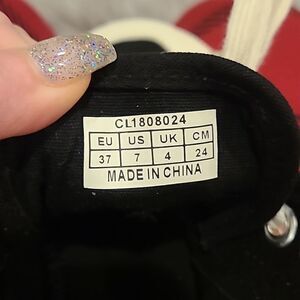 CL1808024
EU US UK CM
37 7 4 24
MADE IN CHINA